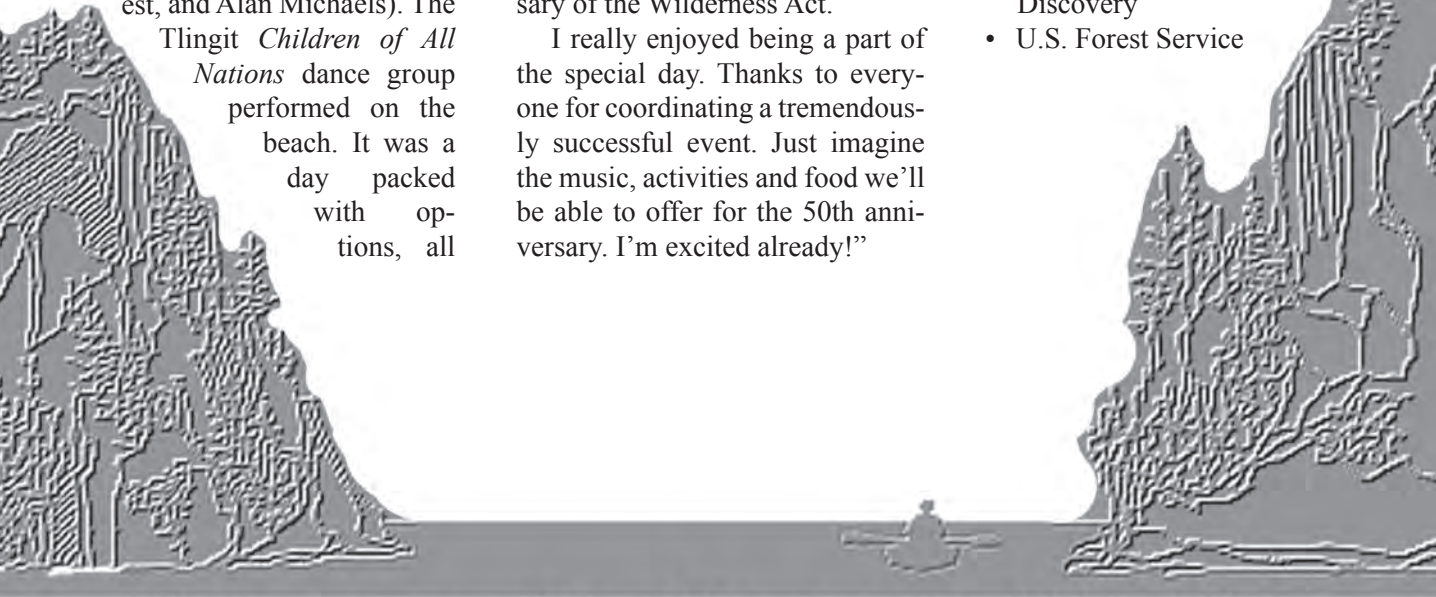 est, and Alan Michaels). The
Tlingit Children of All
Nations dance group
performed on the
beach. It was a
day packed
with op-
tions, all
sary of the Wilderness Act.
I really enjoyed being a part of
the special day. Thanks to every-
one for coordinating a tremendous-
ly successful event. Just imagine
the music, activities and food we’ll
be able to offer for the 50th anni-
versary. I’m excited already!”
Discovery
• U.S. Forest Service